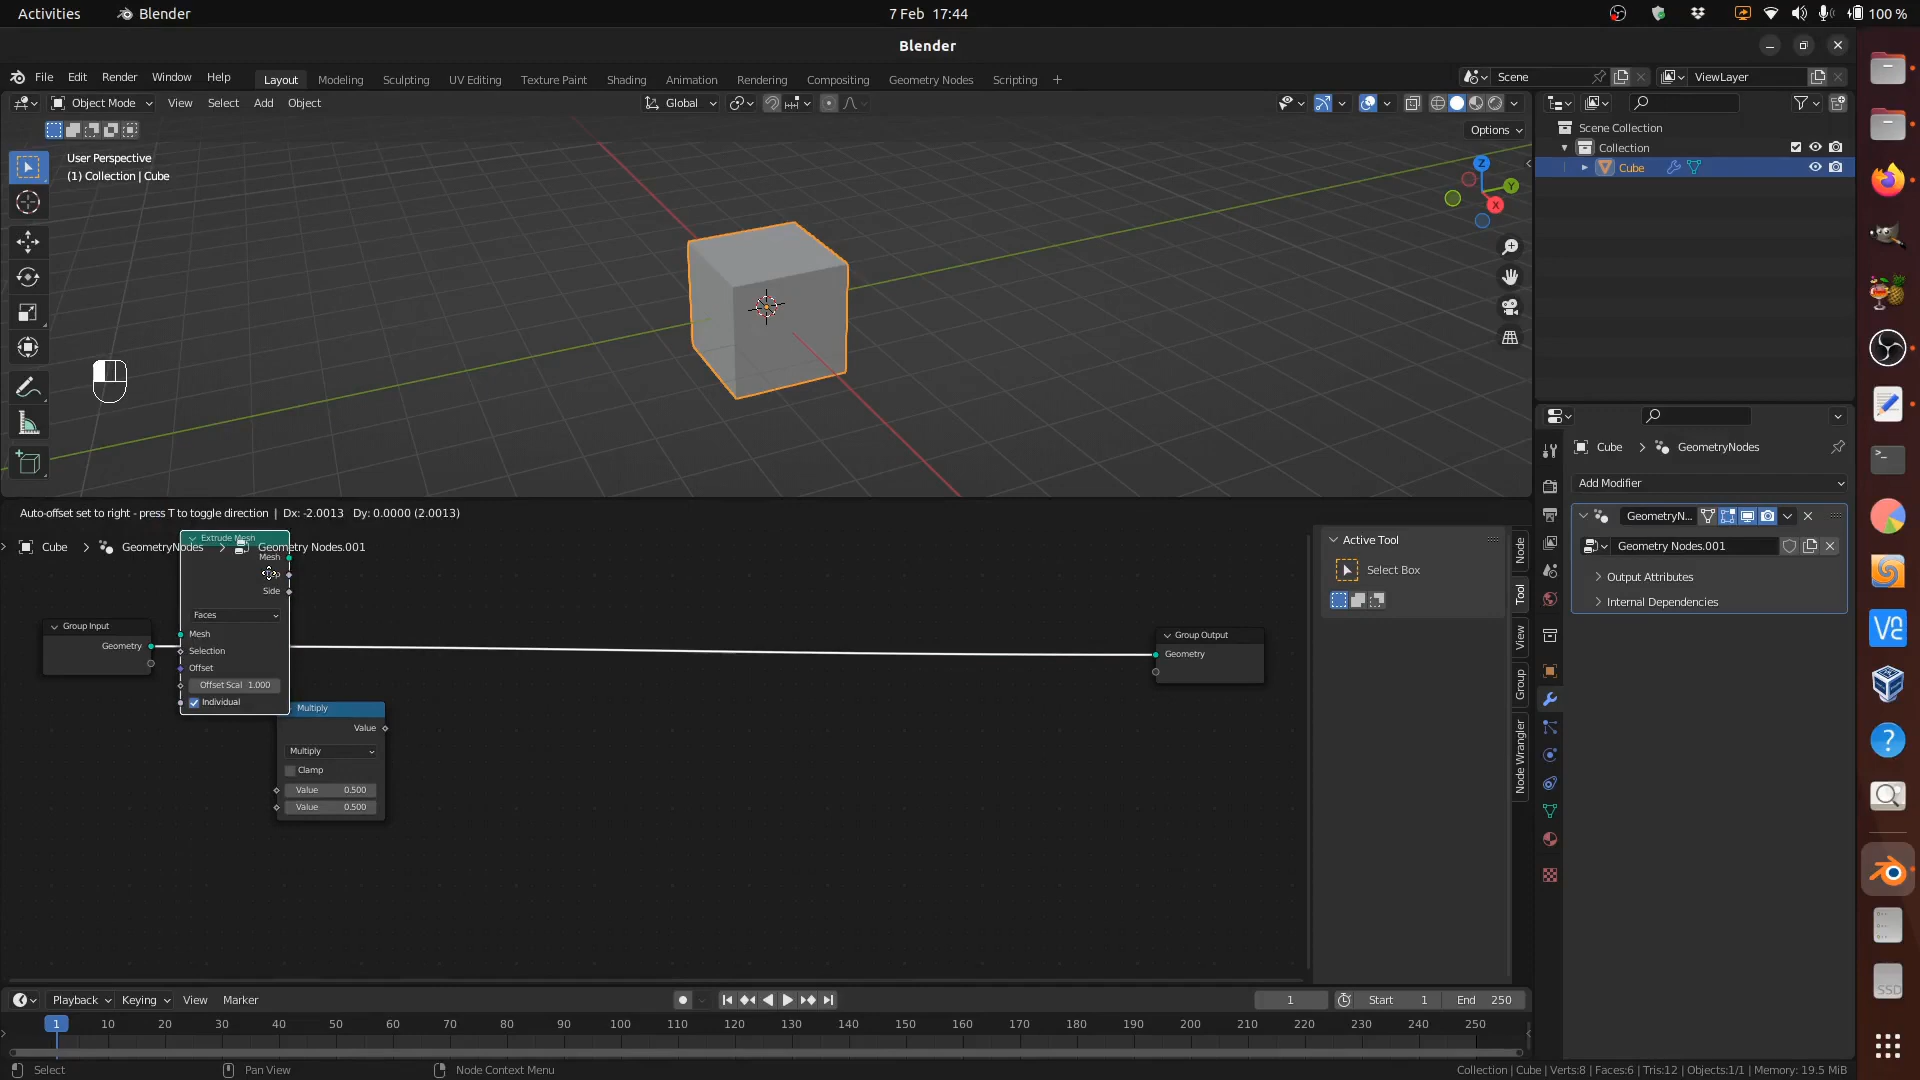 Activities Blender 7 Feb 17:44 100 %
Blender
File Edit Render Window Help Layout Modeling Sculpting UV Editing Texture Paint Shading Animation Rendering Compositing Geometry Nodes Scripting + Scene ViewLayer
Object Mode View Select Add Object Global
Options
User Perspective
(1) Collection | Cube
Z
Y
X
Scene Collection
Collection
Cube
Cube > GeometryNodes
Add Modifier
GeometryN...
Geometry Nodes.001
Output Attributes
Internal Dependencies
Auto-offset set to right - press T to toggle direction | Dx: -2.0013 Dy: 0.0000 (2.0013)
Cube > GeometryNodes > Geometry Nodes.001
Extrude Mesh
Mesh
Side
Faces
Mesh
Selection
Offset
Offset Scal 1.000
Individual
Group Input
Geometry
Multiply
Value
Multiply
Clamp
Value 0.500
Value 0.500
Group Output
Geometry
Active Tool
Select Box
Node
Tool
View
Group
Node Wrangler
Playback Keying View Marker 1 Start 1 End 250
1 10 20 30 40 50 60 70 80 90 100 110 120 130 140 150 160 170 180 190 200 210 220 230 240 250
Select Pan View Node Context Menu Collection | Cube | Verts:8 | Faces:6 | Tris:12 | Objects:1/1 | Memory: 19.5 MiB
>_
V2
?
SSD